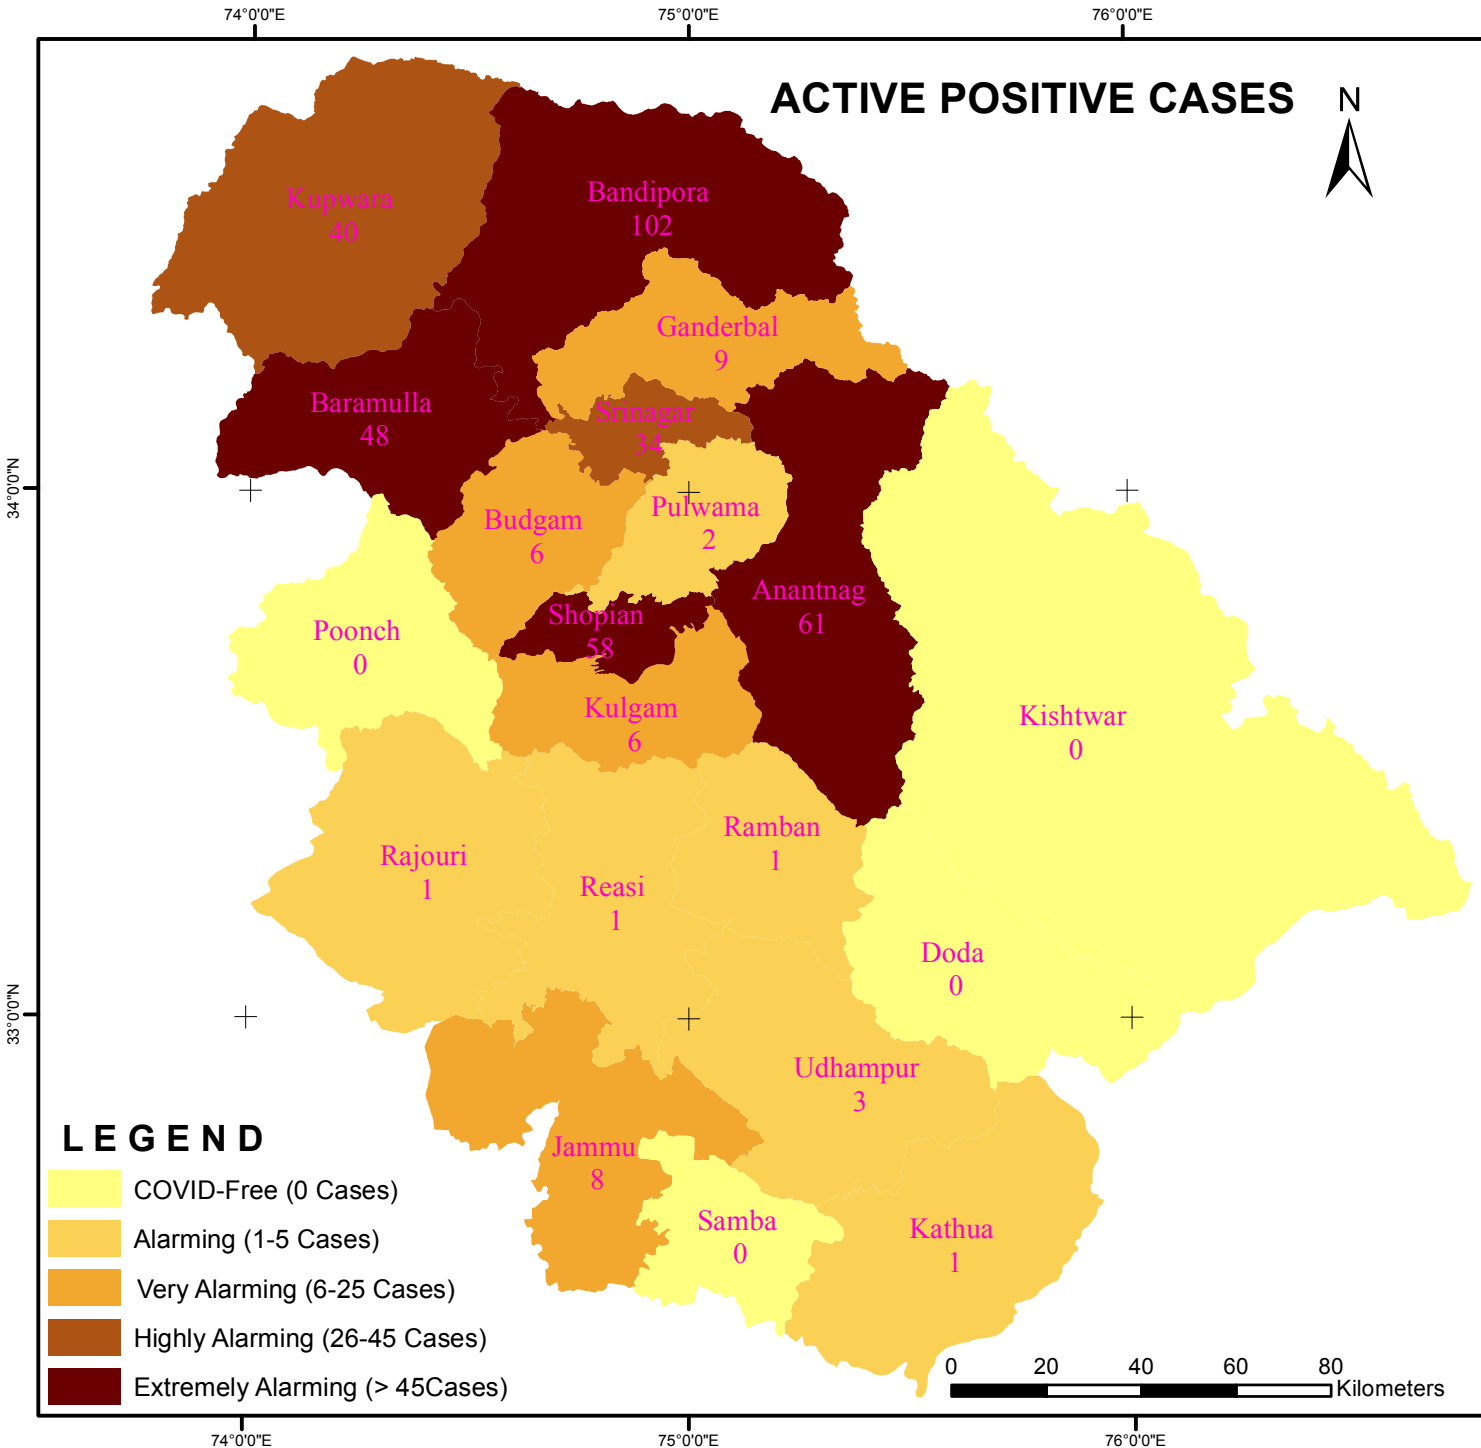 74°0'0"E
75°0'0"E
76°0'0"E
ACTIVE POSITIVE CASES
N
Kupwara
40
Bandipora
102
Ganderbal
9
Baramulla
48
Srinagar
34
34°0'0"N
Pulwama
2
Budgam
6
Anantnag
61
Shopian
58
Poonch
0
Kulgam
6
Kishtwar
0
Ramban
1
Rajouri
1
Reasi
1
Doda
0
33°0'0"N
Udhampur
3
Jammu
8
Samba
0
Kathua
1
LEGEND
COVID-Free (0 Cases)
Alarming (1-5 Cases)
Very Alarming (6-25 Cases)
Highly Alarming (26-45 Cases)
Extremely Alarming (> 45Cases)
0 20 40 60 80
Kilometers
74°0'0"E
75°0'0"E
76°0'0"E